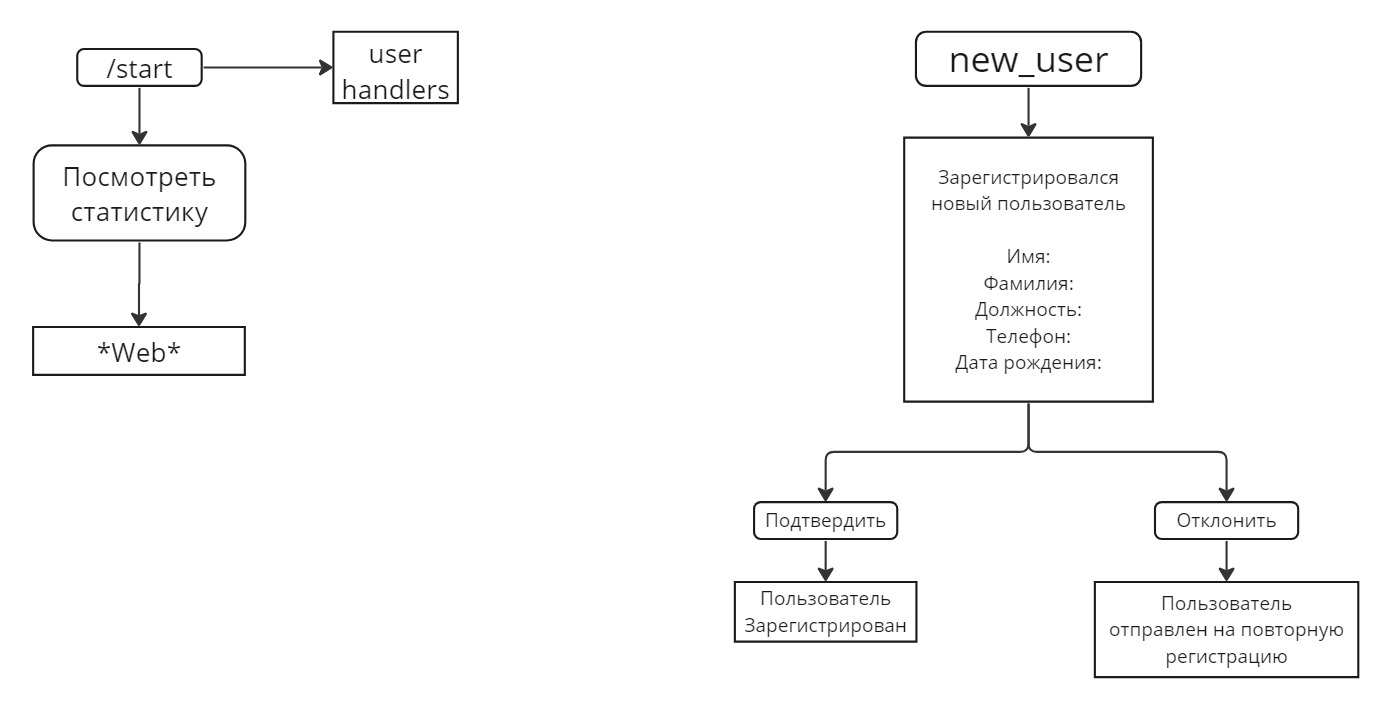 /start
user
handlers
Посмотреть
статистику
*Web*
new_user
Зарегистрировался
новый пользователь
Имя:
Фамилия:
Должность:
Телефон:
Дата рождения:
Подтвердить
Отклонить
Пользователь
Зарегистрирован
Пользователь
отправлен на повторную
регистрацию